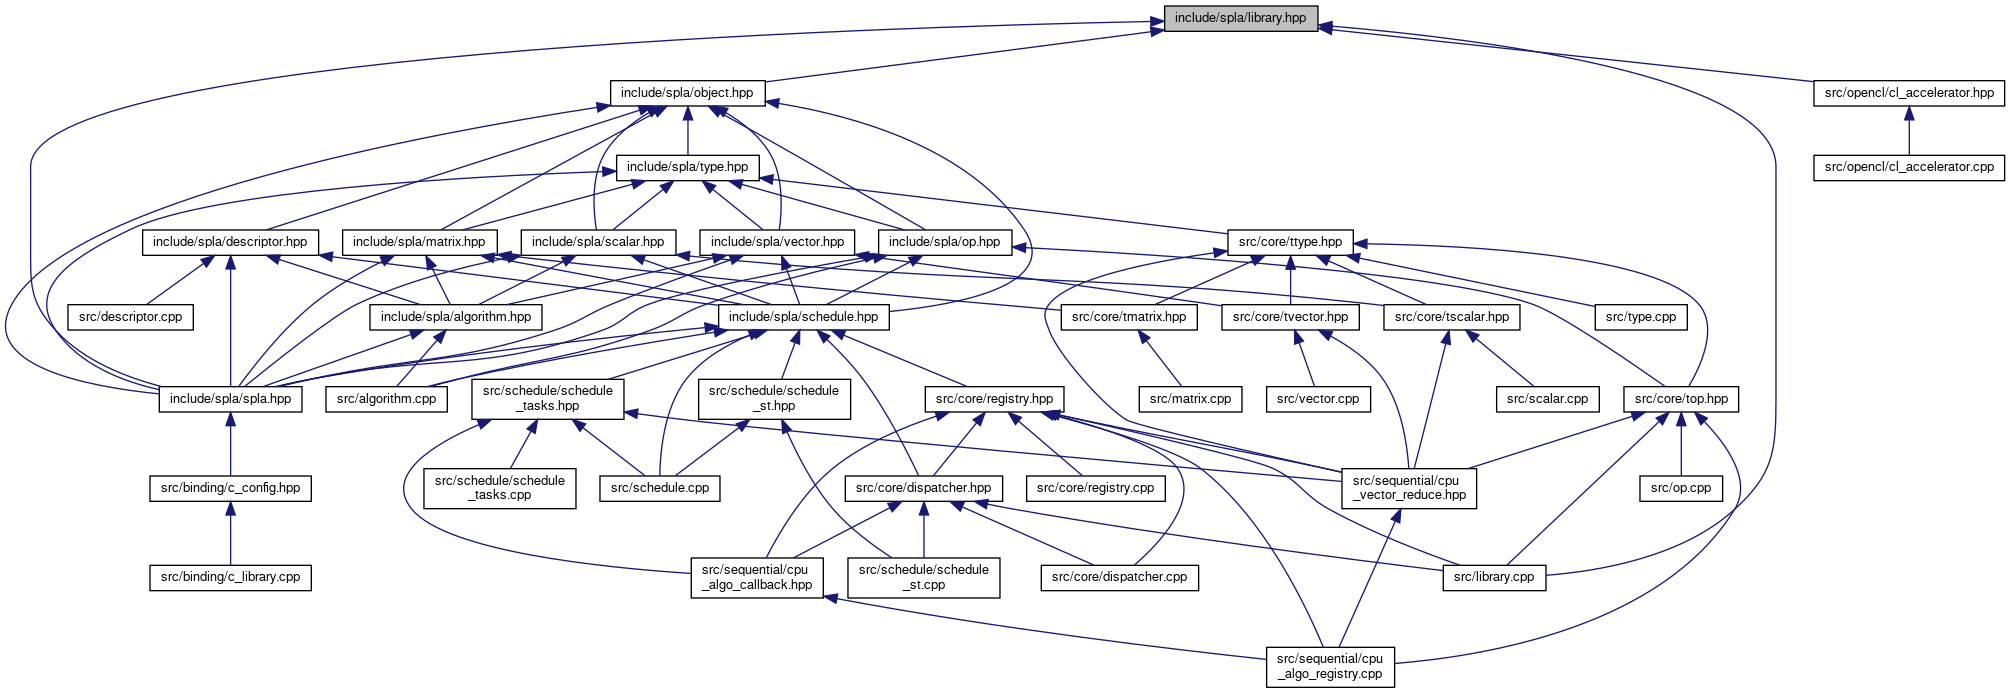 include/spla/library.hpp
include/spla/object.hpp
src/opencl/cl_accelerator.hpp
include/spla/type.hpp
src/opencl/cl_accelerator.cpp
include/spla/descriptor.hpp
include/spla/matrix.hpp
include/spla/scalar.hpp
include/spla/vector.hpp
include/spla/op.hpp
src/core/ttype.hpp
src/descriptor.cpp
include/spla/algorithm.hpp
include/spla/schedule.hpp
src/core/tmatrix.hpp
src/core/tvector.hpp
src/core/tscalar.hpp
src/type.cpp
include/spla/spla.hpp
src/algorithm.cpp
src/schedule/schedule
_tasks.hpp
src/schedule/schedule
_st.hpp
src/core/registry.hpp
src/matrix.cpp
src/vector.cpp
src/scalar.cpp
src/core/top.hpp
src/binding/c_config.hpp
src/schedule/schedule
_tasks.cpp
src/schedule.cpp
src/core/dispatcher.hpp
src/core/registry.cpp
src/sequential/cpu
_vector_reduce.hpp
src/op.cpp
src/binding/c_library.cpp
src/sequential/cpu
_algo_callback.hpp
src/schedule/schedule
_st.cpp
src/core/dispatcher.cpp
src/library.cpp
src/sequential/cpu
_algo_registry.cpp